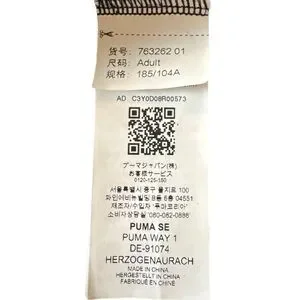 货号: 763262 01
尺码: Adult
规格: 185/104A
AD C3Y0D08R00573
プーマジャパン(株)
お客様サービス
0120-125-150
서울특별시 중구 을지로 100
파인에비뉴빌딩 B동 8층 04551
제조자/수입자 '푸마코리아'
소비자상담실' 080-082-0686
PUMA SE
PUMA WAY 1
DE-91074
HERZOGENAURACH
MADE IN CHINA
HERGESTELLT IN CHINA
FABRIQUÉ EN CHINE